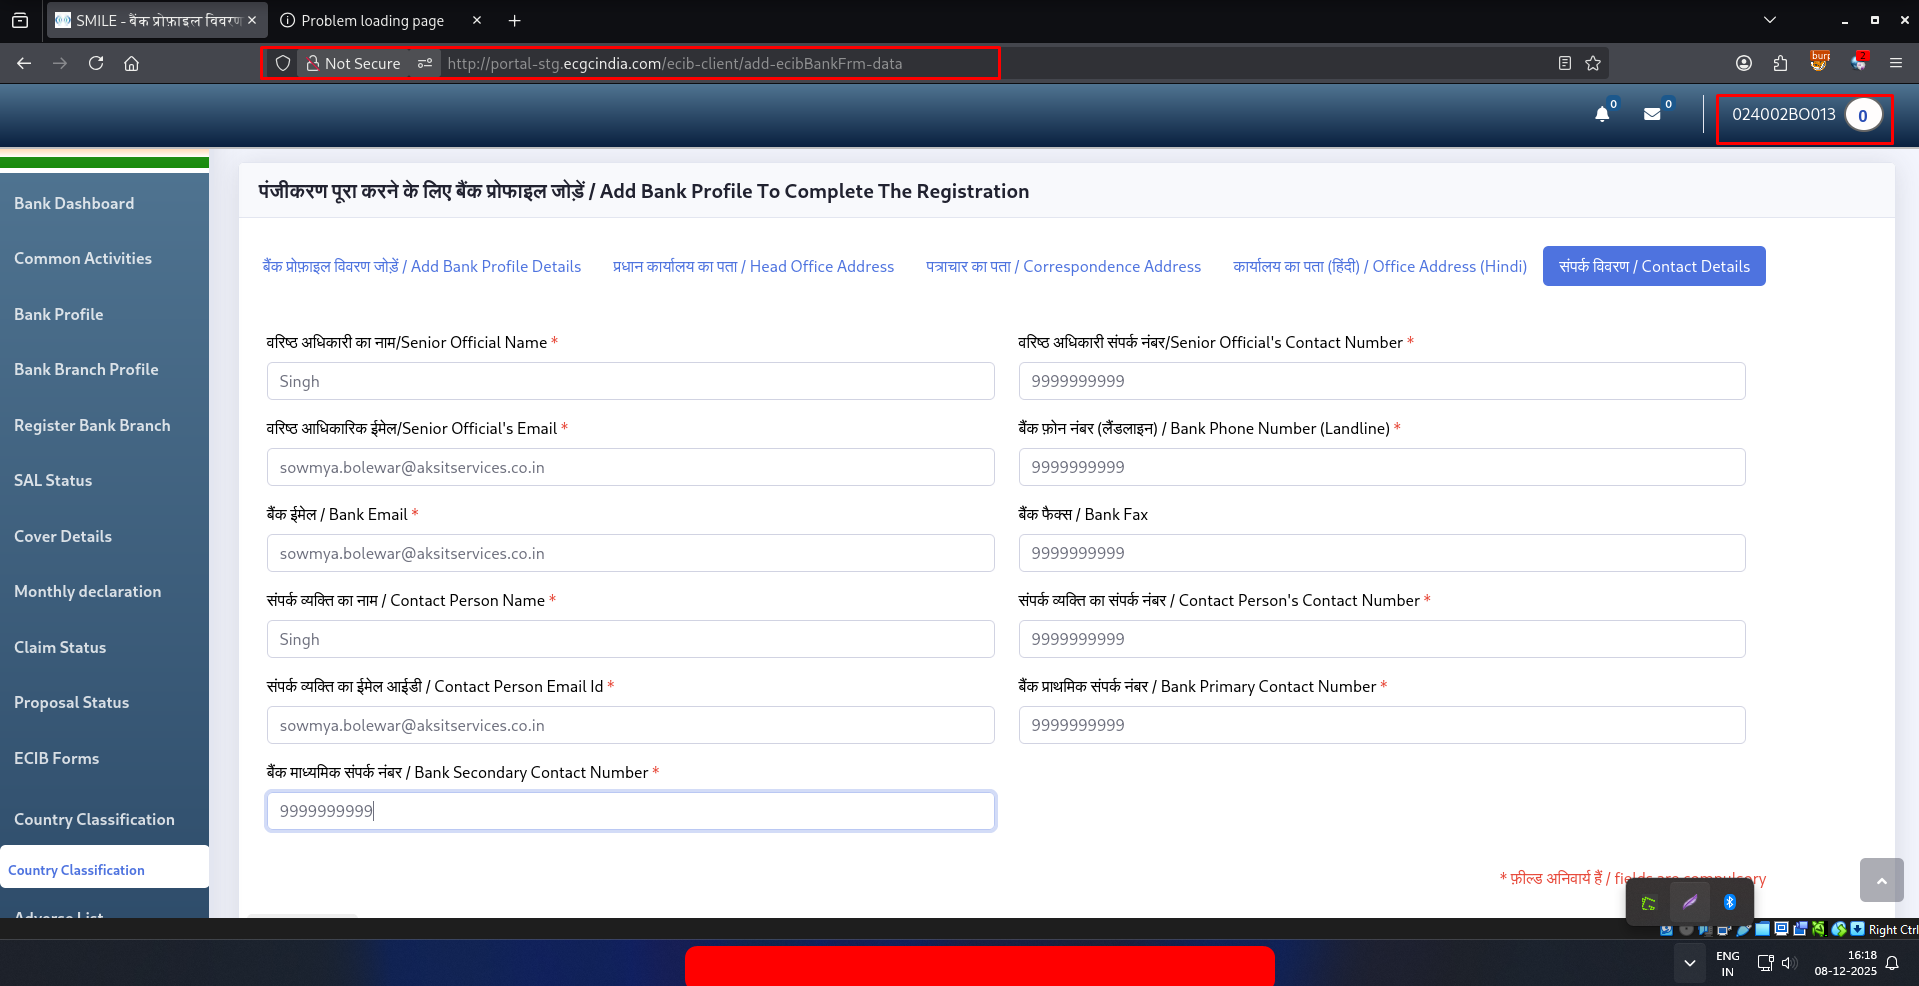 SMILE - बैंक प्रोफ़ाइल विवरण
Problem loading page
Not Secure
http://portal-stg.ecgcindia.com/ecib-client/add-ecibBankFrm-data
burp
2
0
0
024002BO013
0
Bank Dashboard
Common Activities
Bank Profile
Bank Branch Profile
Register Bank Branch
SAL Status
Cover Details
Monthly declaration
Claim Status
Proposal Status
ECIB Forms
Country Classification
Country Classification
Adverse List
पंजीकरण पूरा करने के लिए बैंक प्रोफाइल जोड़ें / Add Bank Profile To Complete The Registration
बैंक प्रोफ़ाइल विवरण जोड़ें / Add Bank Profile Details
प्रधान कार्यालय का पता / Head Office Address
पत्राचार का पता / Correspondence Address
कार्यालय का पता (हिंदी) / Office Address (Hindi)
संपर्क विवरण / Contact Details
वरिष्ठ अधिकारी का नाम/Senior Official Name *
Singh
वरिष्ठ अधिकारी संपर्क नंबर/Senior Official's Contact Number *
9999999999
वरिष्ठ आधिकारिक ईमेल/Senior Official's Email *
sowmya.bolewar@aksitservices.co.in
बैंक फ़ोन नंबर (लैंडलाइन) / Bank Phone Number (Landline) *
9999999999
बैंक ईमेल / Bank Email *
sowmya.bolewar@aksitservices.co.in
बैंक फैक्स / Bank Fax
9999999999
संपर्क व्यक्ति का नाम / Contact Person Name *
Singh
संपर्क व्यक्ति का संपर्क नंबर / Contact Person's Contact Number *
9999999999
संपर्क व्यक्ति का ईमेल आईडी / Contact Person Email Id *
sowmya.bolewar@aksitservices.co.in
बैंक प्राथमिक संपर्क नंबर / Bank Primary Contact Number *
9999999999
बैंक माध्यमिक संपर्क नंबर / Bank Secondary Contact Number *
9999999999
* फ़ील्ड अनिवार्य हैं / fields are compulsory
Right Ctrl
ENG
IN
16:18
08-12-2025